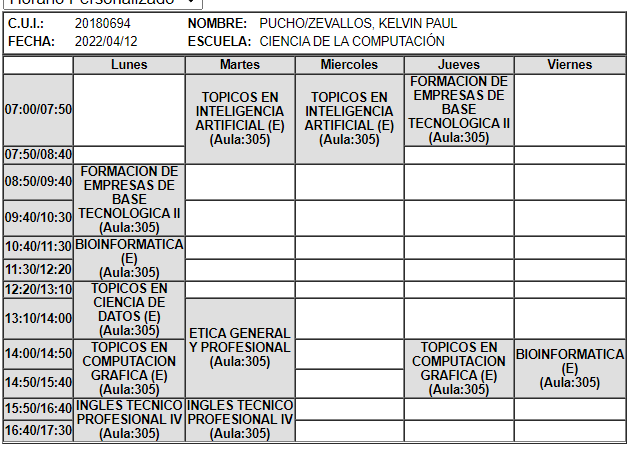 Horario Personalizado
C.U.I.: 20180694 NOMBRE: PUCHO/ZEVALLOS, KELVIN PAUL
FECHA: 2022/04/12 ESCUELA: CIENCIA DE LA COMPUTACIÓN
Lunes Martes Miercoles Jueves Viernes
07:00/07:50
TOPICOS EN
INTELIGENCIA
ARTIFICIAL (E)
(Aula:305)
TOPICOS EN
INTELIGENCIA
ARTIFICIAL (E)
(Aula:305)
FORMACION DE
EMPRESAS DE
BASE
TECNOLOGICA II
(Aula:305)
07:50/08:40
08:50/09:40
FORMACION DE
EMPRESAS DE
BASE
TECNOLOGICA II
(Aula:305)
09:40/10:30
10:40/11:30
BIOINFORMATICA
(E)
(Aula:305)
11:30/12:20
12:20/13:10
TOPICOS EN
CIENCIA DE
DATOS (E)
(Aula:305)
13:10/14:00
ETICA GENERAL
Y PROFESIONAL
(Aula:305)
14:00/14:50
TOPICOS EN
COMPUTACION
GRAFICA (E)
(Aula:305)
TOPICOS EN
COMPUTACION
GRAFICA (E)
(Aula:305)
BIOINFORMATICA
(E)
(Aula:305)
14:50/15:40
15:50/16:40
INGLES TECNICO
PROFESIONAL IV
(Aula:305)
INGLES TECNICO
PROFESIONAL IV
(Aula:305)
16:40/17:30